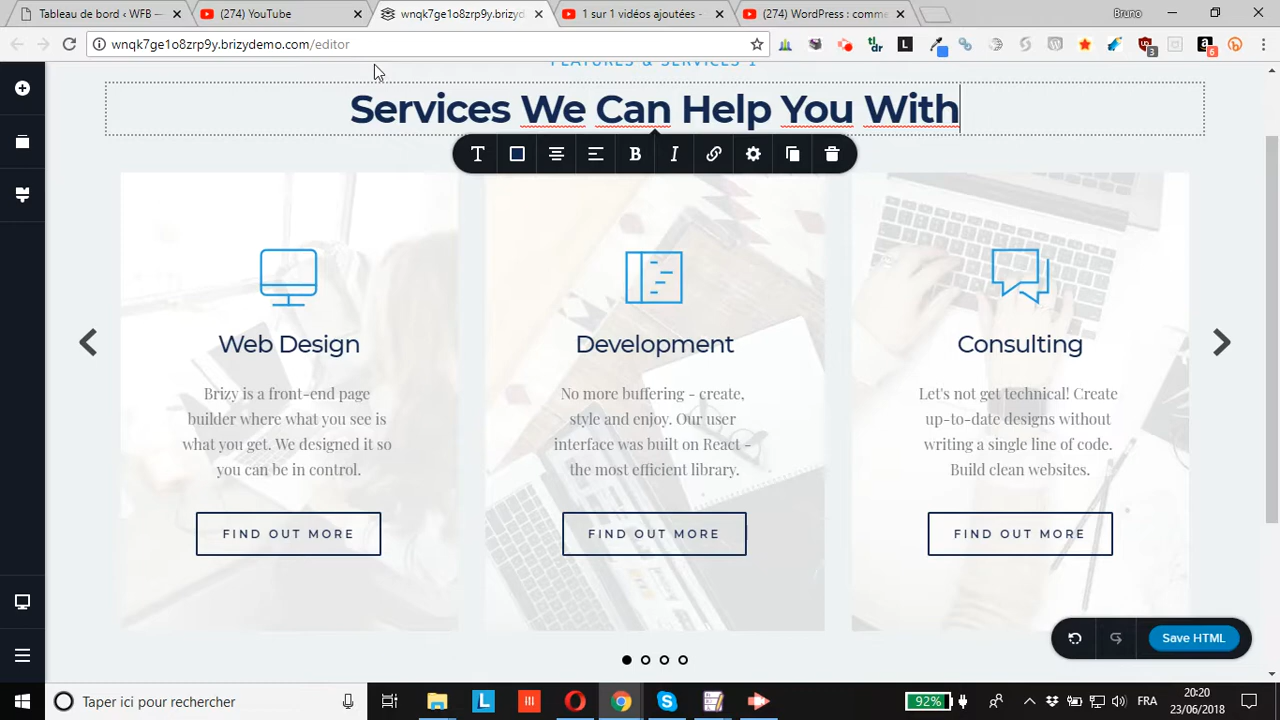 Tableau de bord ‹ WFB —
(274) YouTube
wnqk7ge1o8zrp9y.brizyd
1 sur 1 vidéos ajoutées -
(274) WordPress : comme
Bruno
wnqk7ge1o8zrp9y.brizydemo.com/editor
tl;dr
L
3
6
FEATURES & SERVICES 1
Services We Can Help You With
T
B
I
Web Design
Development
Consulting
Brizy is a front-end page
builder where what you see is
what you get. We designed it so
you can be in control.
No more buffering - create,
style and enjoy. Our user
interface was built on React -
the most efficient library.
Let's not get technical! Create
up-to-date designs without
writing a single line of code.
Build clean websites.
FIND OUT MORE
FIND OUT MORE
FIND OUT MORE
Save HTML
Taper ici pour rechercher
L
92%
FRA
20:20
23/06/2018